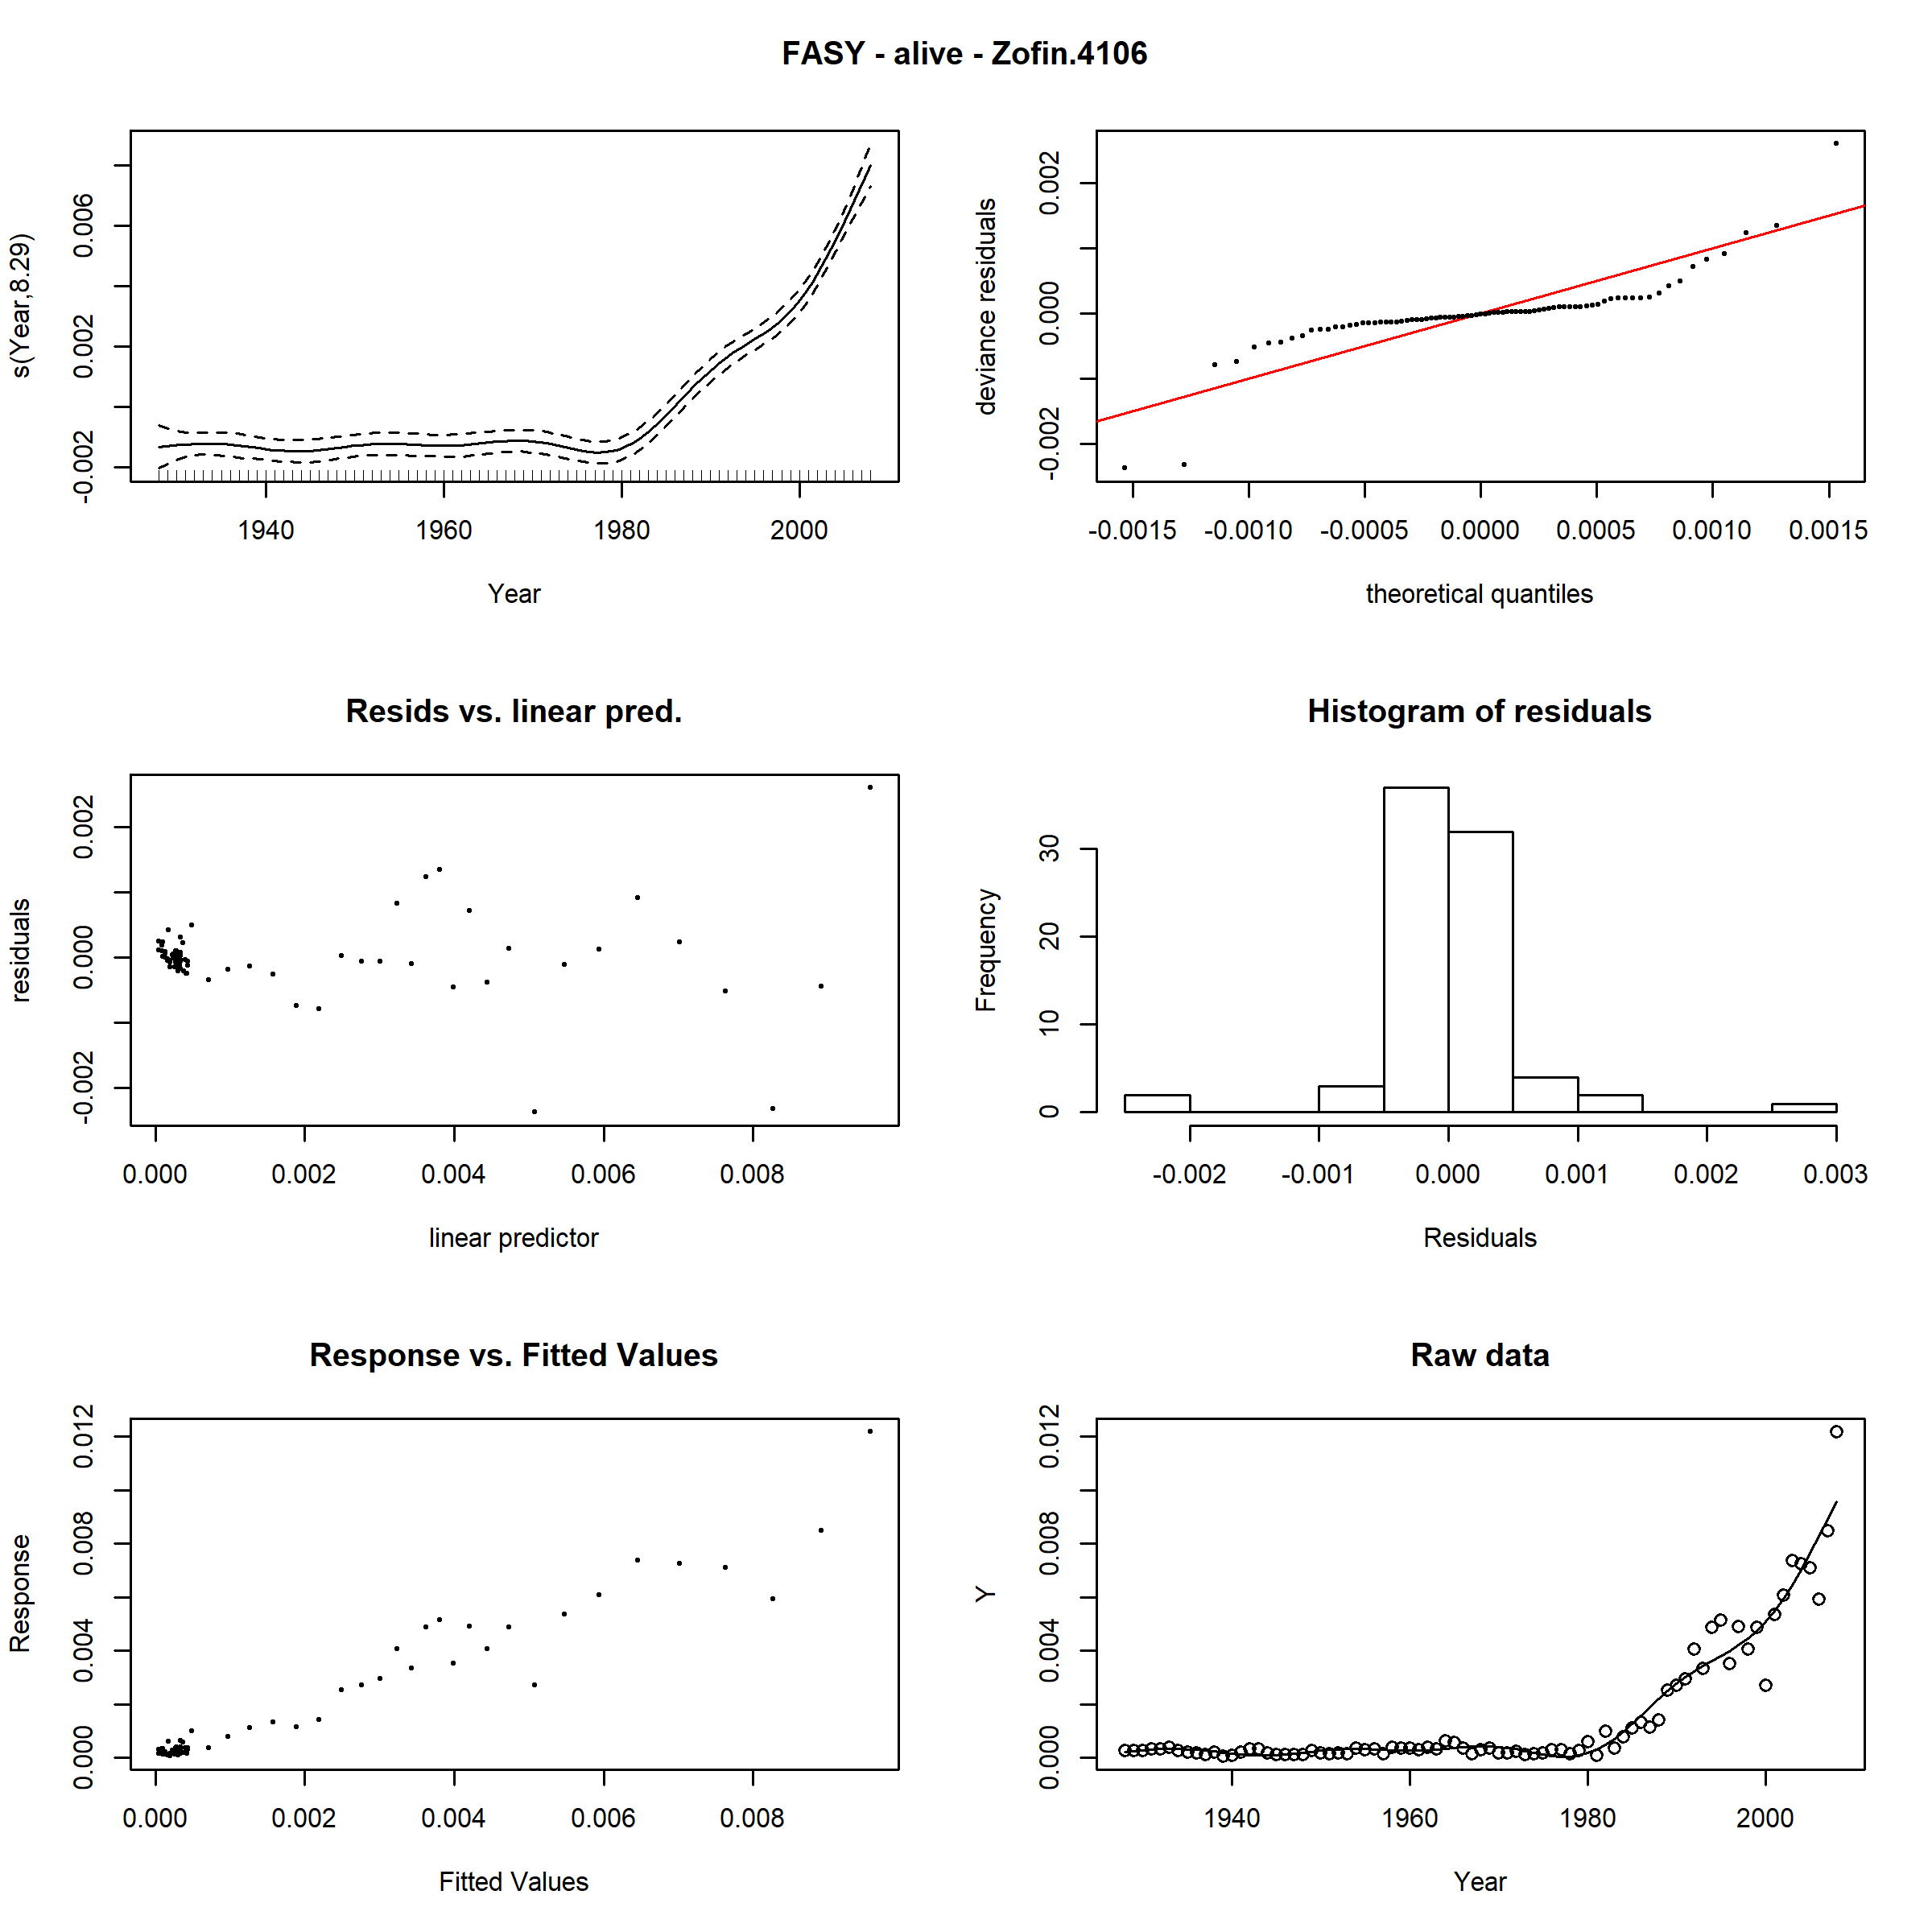 FASY - alive - Zofin.4106
s(Year,8.29)
-0.002 0.002 0.006
1940 1960 1980 2000
Year
deviance residuals
-0.002 0.000 0.002
-0.0015 -0.0010 -0.0005 0.0000 0.0005 0.0010 0.0015
theoretical quantiles
Resids vs. linear pred.
residuals
-0.002 0.000 0.002
0.000 0.002 0.004 0.006 0.008
linear predictor
Histogram of residuals
Frequency
0 10 20 30
-0.002 -0.001 0.000 0.001 0.002 0.003
Residuals
Response vs. Fitted Values
Response
0.000 0.004 0.008 0.012
0.000 0.002 0.004 0.006 0.008
Fitted Values
Raw data
Y
0.000 0.004 0.008 0.012
1940 1960 1980 2000
Year